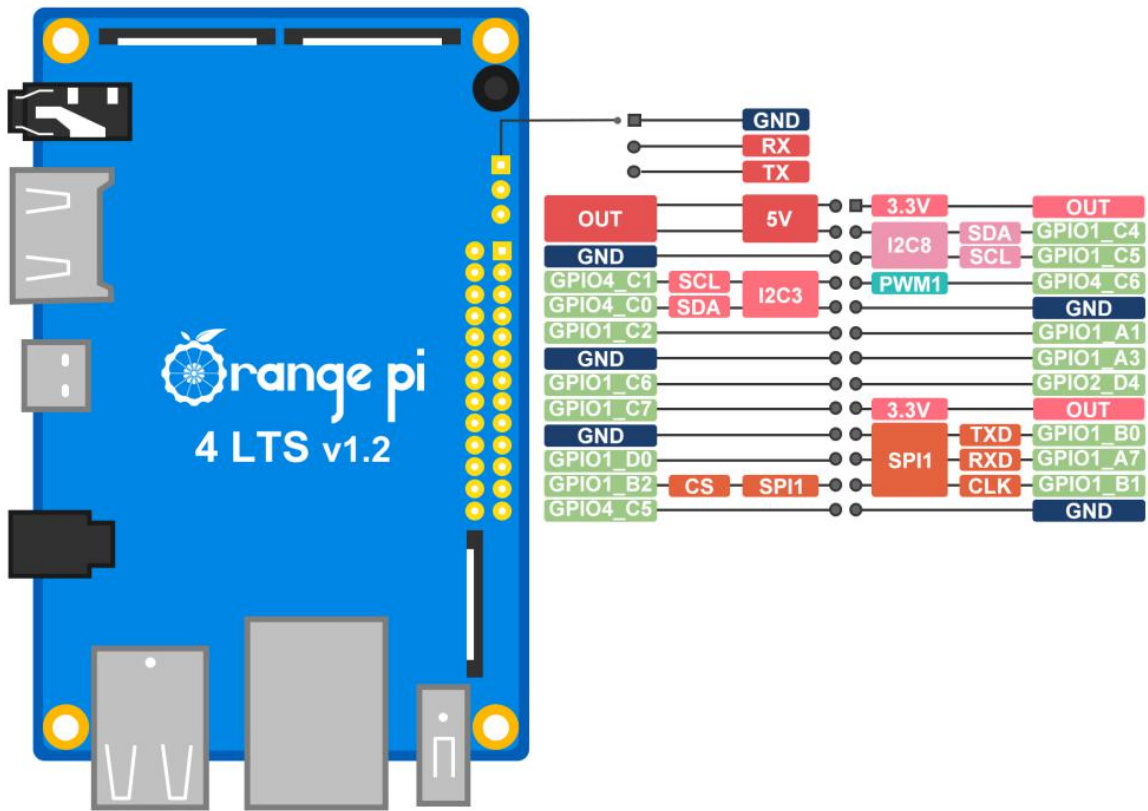 GND
RX
TX
OUT 5V 3.3V OUT
I2C8 SDA GPIO1_C4
GND SCL GPIO1_C5
GPIO4_C1 SCL I2C3 PWM1 GPIO4_C6
GPIO4_C0 SDA GND
GPIO1_C2 GPIO1_A1
GND GPIO1_A3
GPIO1_C6 GPIO2_D4
GPIO1_C7 3.3V OUT
GND TXD GPIO1_B0
GPIO1_D0 SPI1 RXD GPIO1_A7
GPIO1_B2 CS SPI1 CLK GPIO1_B1
GPIO4_C5 GND
Orange pi
4 LTS v1.2